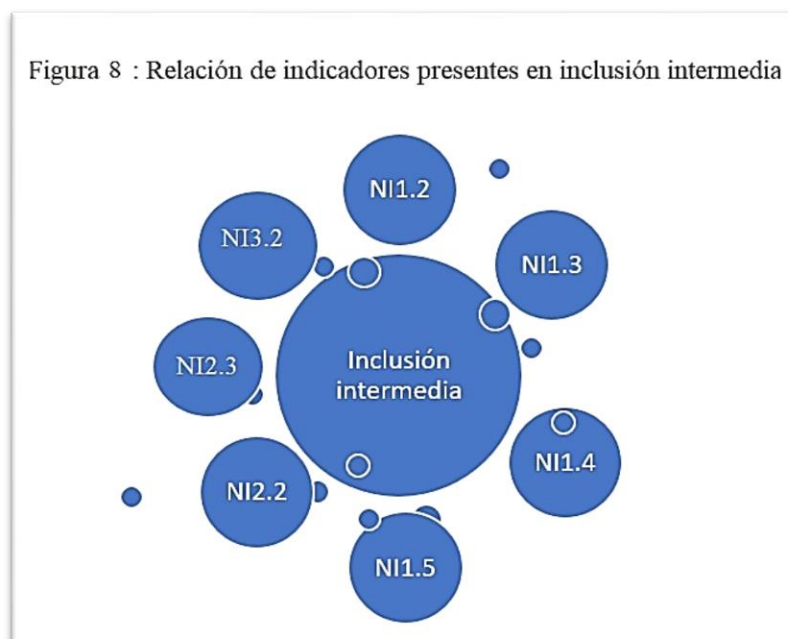 Figura 8 : Relación de indicadores presentes en inclusión intermedia
NI1.2
NI3.2
NI1.3
Inclusión
intermedia
NI2.3
NI1.4
NI2.2
NI1.5